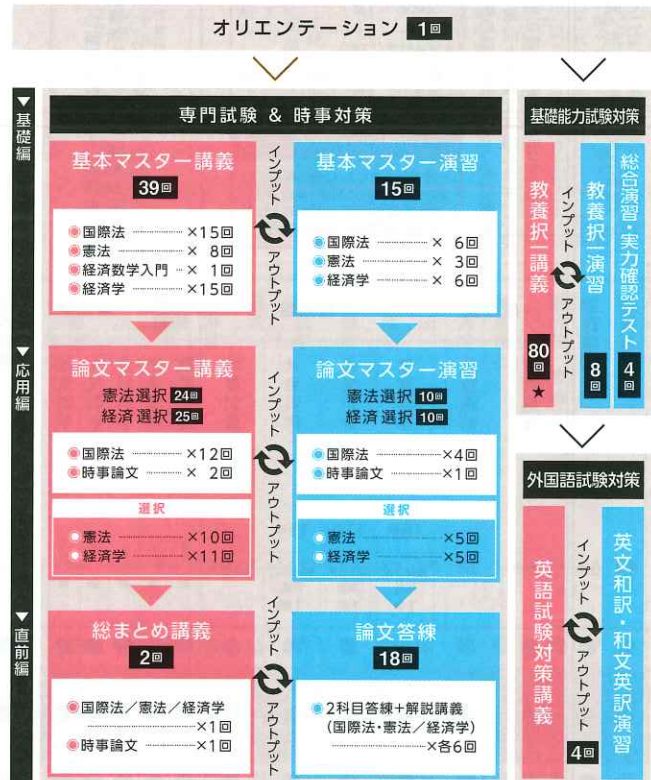 オリエンテーション 1回
▼基礎編
専門試験 & 時事対策
基本マスター講義
39回
◉国際法 ……… ×15回
◉憲法 ……… × 8回
◉経済数学入門 … × 1回
◉経済学 ……… ×15回
インプット
アウトプット
基本マスター演習
15回
◉国際法 ……… × 6回
◉憲法 ……… × 3回
◉経済学 ……… × 6回
▼応用編
論文マスター講義
憲法選択 24回
経済選択 25回
◉国際法 ……… ×12回
◉時事論文 ……… × 2回
選択
◉憲法 ……… ×10回
◉経済学 ……… ×11回
インプット
アウトプット
論文マスター演習
憲法選択 10回
経済選択 10回
◉国際法 ……… ×4回
◉時事論文 ……… ×1回
選択
◉憲法 ……… ×5回
◉経済学 ……… ×5回
▼直前編
総まとめ講義
2回
◉国際法/憲法/経済学
……… ×1回
◉時事論文 ……… ×1回
インプット
アウトプット
論文答練
18回
◉2科目答練+解説講義
(国際法・憲法/経済学)
……… ×各6回
基礎能力試験対策
教養択一講義
80回
★
インプット
アウトプット
教養択一演習
8回
総合演習・実力確認テスト
4回
外国語試験対策
英語試験対策講義
インプット
アウトプット
英文和訳・和文英訳演習
4回